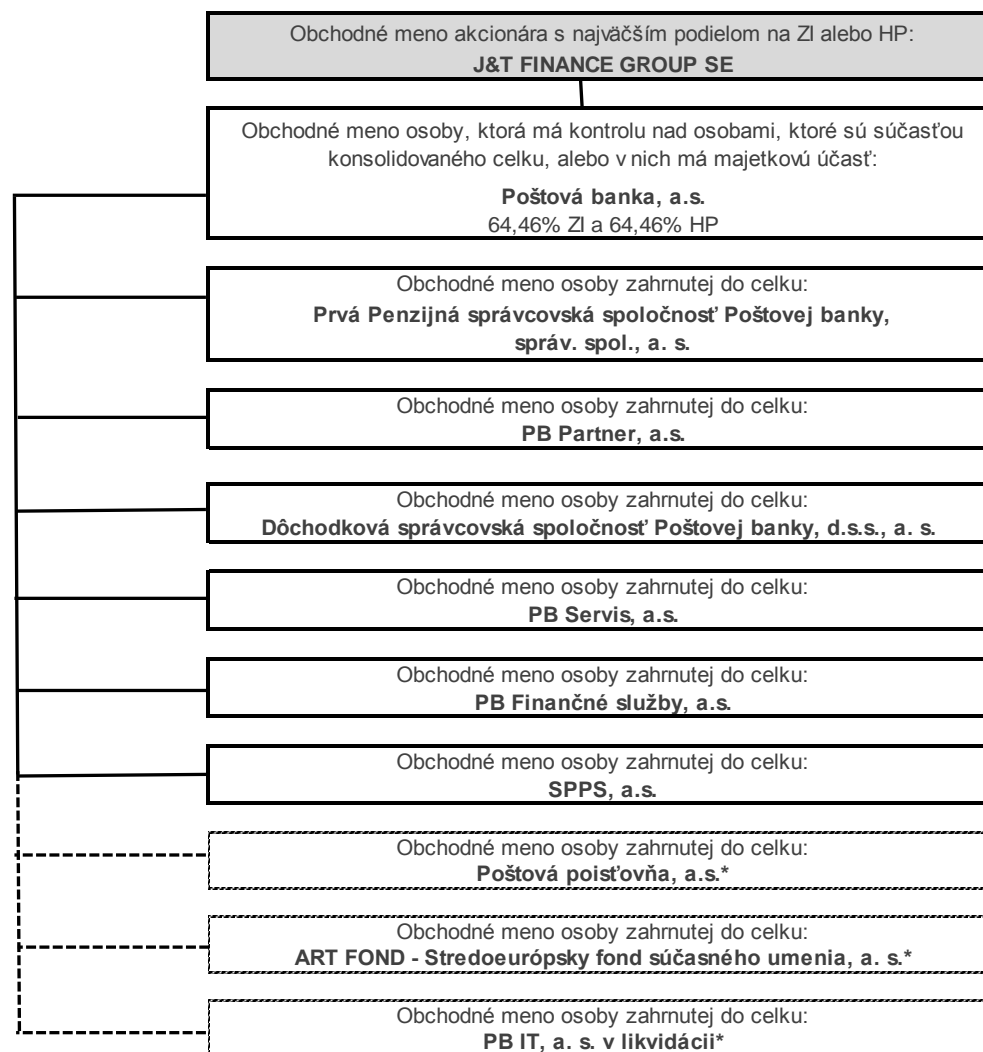 Obchodné meno akcionára s najväčším podielom na ZI alebo HP:
J&T FINANCE GROUP SE
Obchodné meno osoby, ktorá má kontrolu nad osobami, ktoré sú súčasťou
konsolidovaného celku, alebo v nich má majetkovú účasť:
Poštová banka, a.s.
64,46% ZI a 64,46% HP
Obchodné meno osoby zahrnutej do celku:
Prvá Penzijná správcovská spoločnosť Poštovej banky,
správ. spol., a. s.
Obchodné meno osoby zahrnutej do celku:
PB Partner, a.s.
Obchodné meno osoby zahrnutej do celku:
Dôchodková správcovská spoločnosť Poštovej banky, d.s.s., a. s.
Obchodné meno osoby zahrnutej do celku:
PB Servis, a.s.
Obchodné meno osoby zahrnutej do celku:
PB Finančné služby, a.s.
Obchodné meno osoby zahrnutej do celku:
SPPS, a.s.
Obchodné meno osoby zahrnutej do celku:
Poštová poisťovňa, a.s.*
Obchodné meno osoby zahrnutej do celku:
ART FOND - Stredoeurópsky fond súčasného umenia, a. s.*
Obchodné meno osoby zahrnutej do celku:
PB IT, a. s. v likvidácii*